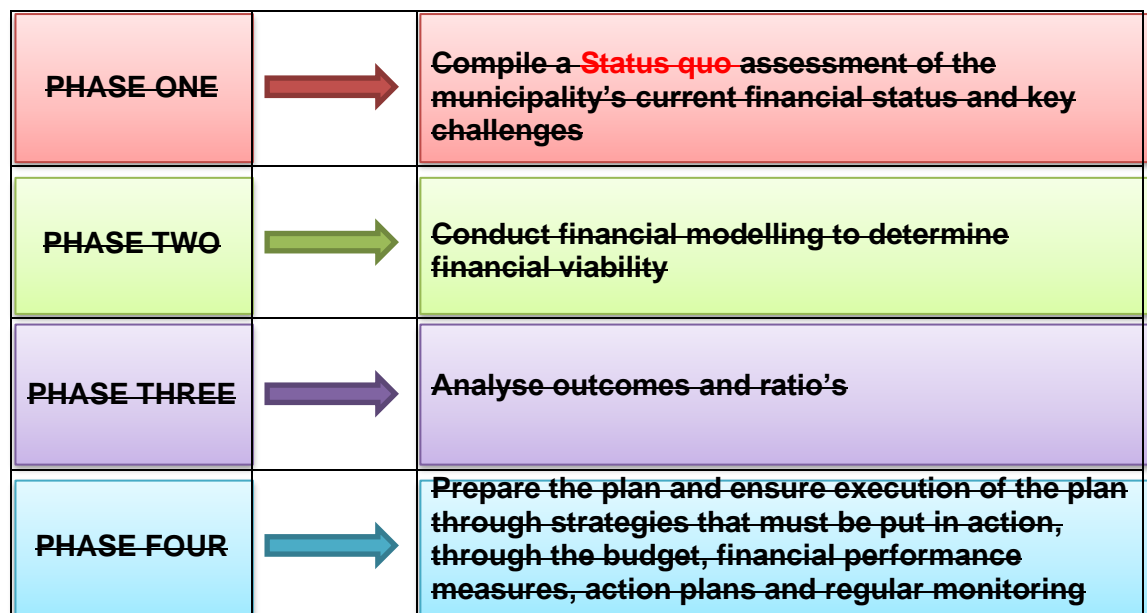 PHASE ONE
Compile a Status quo assessment of the
municipality’s current financial status and key
challenges
PHASE TWO
Conduct financial modelling to determine
financial viability
PHASE THREE
Analyse outcomes and ratio’s
PHASE FOUR
Prepare the plan and ensure execution of the plan
through strategies that must be put in action,
through the budget, financial performance
measures, action plans and regular monitoring